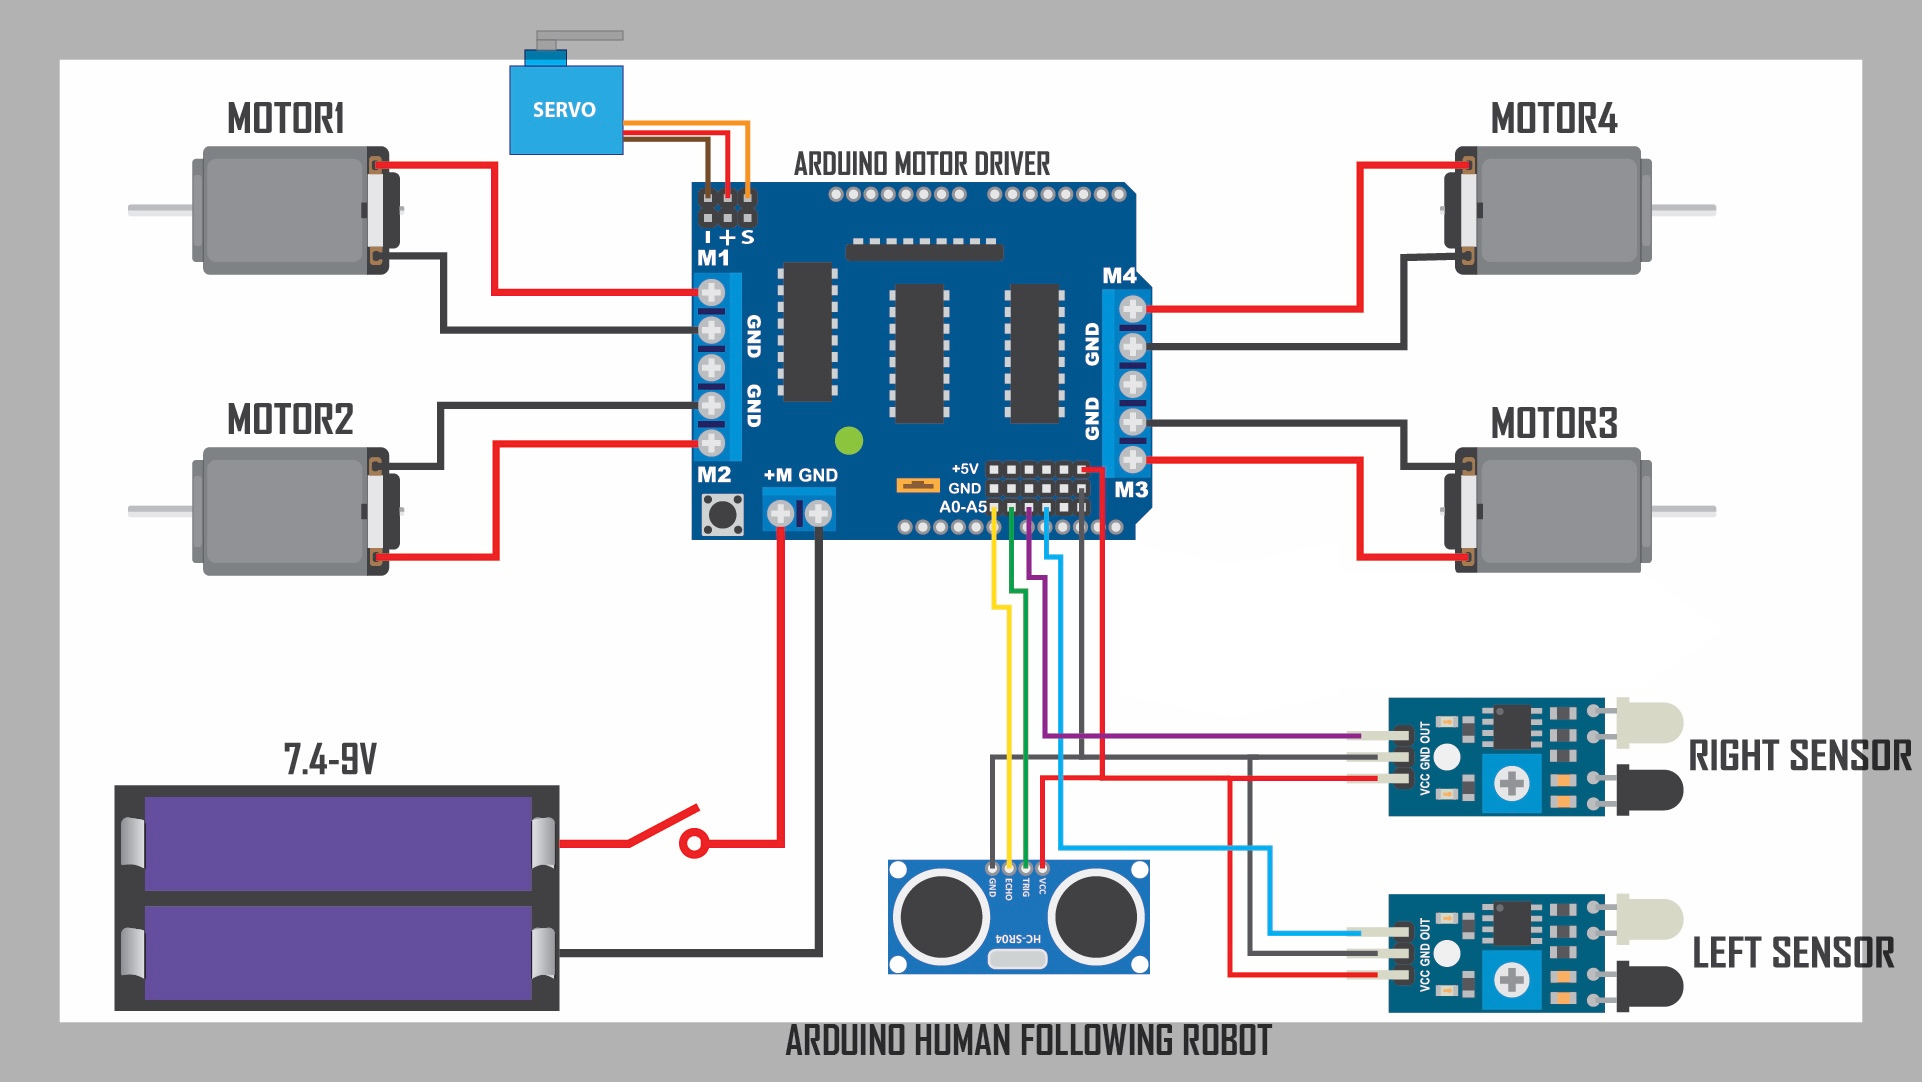 SERVO
MOTOR1
ARDUINO MOTOR DRIVER
MOTOR4
- + S
M1
M4
GND
GND
GND
GND
MOTOR2
MOTOR3
M2
+M GND
+5V
GND
A0-A5
M3
7.4-9V
VCC GND OUT
RIGHT SENSOR
GND
ECHO
TRIG
VCC
HC-SR04
VCC GND OUT
LEFT SENSOR
ARDUINO HUMAN FOLLOWING ROBOT